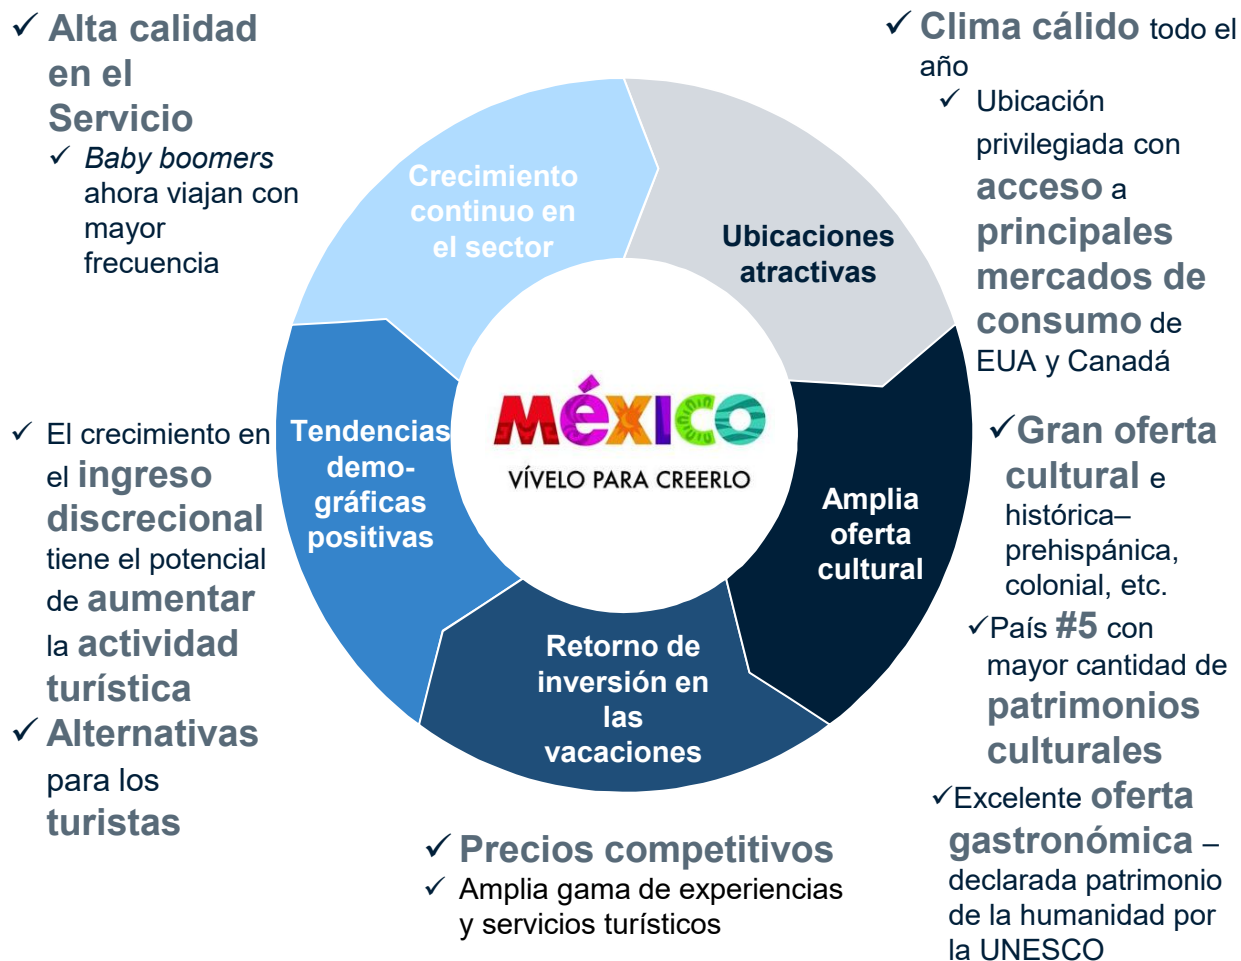 ✓ Alta calidad
en el
Servicio
✓ Baby boomers
ahora viajan con
mayor
frecuencia
Crecimiento
continuo en
el sector
Ubicaciones
atractivas
✓ Clima cálido todo el
año
✓ Ubicación
privilegiada con
acceso a
principales
mercados de
consumo de
EUA y Canadá
✓ El crecimiento en
el ingreso
discrecional
tiene el potencial
de aumentar
la actividad
turística
✓ Alternativas
para los
turistas
Tendencias
demo-
gráficas
positivas
MéXICO
VÍVELO PARA CREERLO
Amplia
oferta
cultural
✓Gran oferta
cultural e
histórica–
prehispánica,
colonial, etc.
✓País #5 con
mayor cantidad de
patrimonios
culturales
✓Excelente oferta
gastronómica –
declarada patrimonio
de la humanidad por
la UNESCO
Retorno de
inversión en
las
vacaciones
✓ Precios competitivos
✓ Amplia gama de experiencias
y servicios turísticos